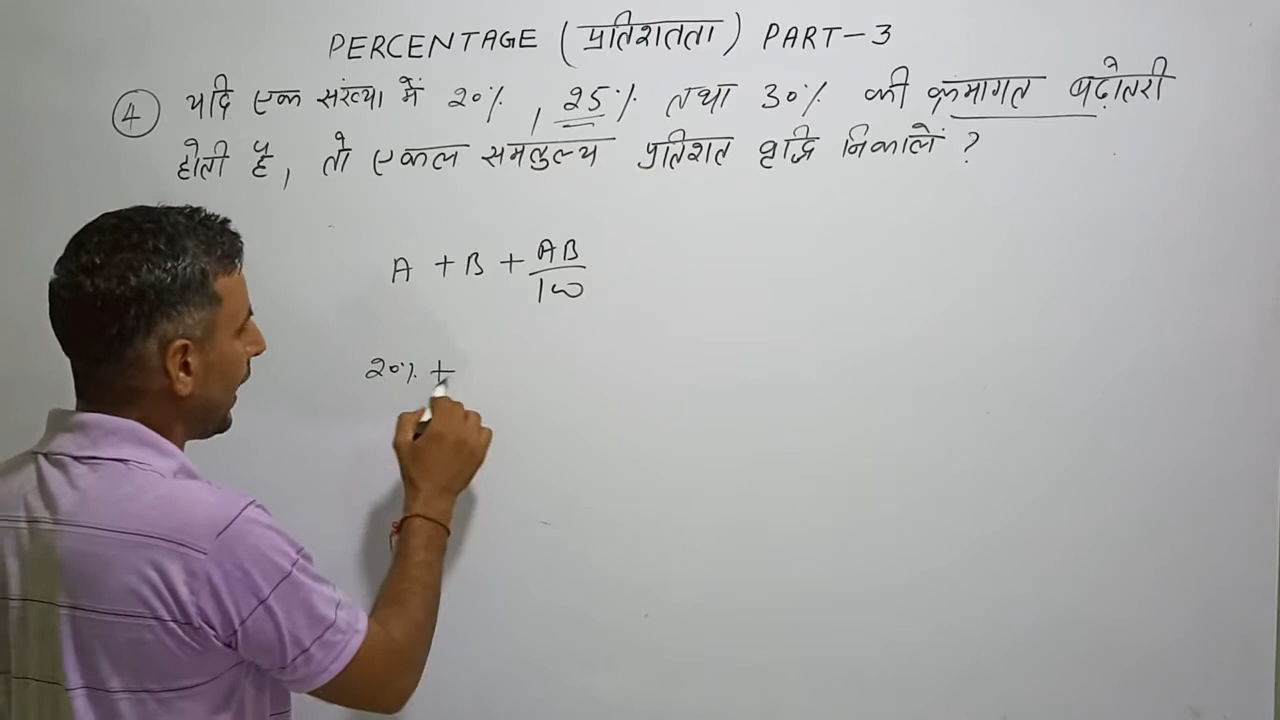 PERCENTAGE (प्रतिशतता) PART-3
④ यदि एक संख्या में 20%, 25% तथा 30% की क्रमागत बढ़ोतरी
होती है, तो एकल समतुल्य प्रतिशत वृद्धि निकालें ?
A + B + AB/100
20% +